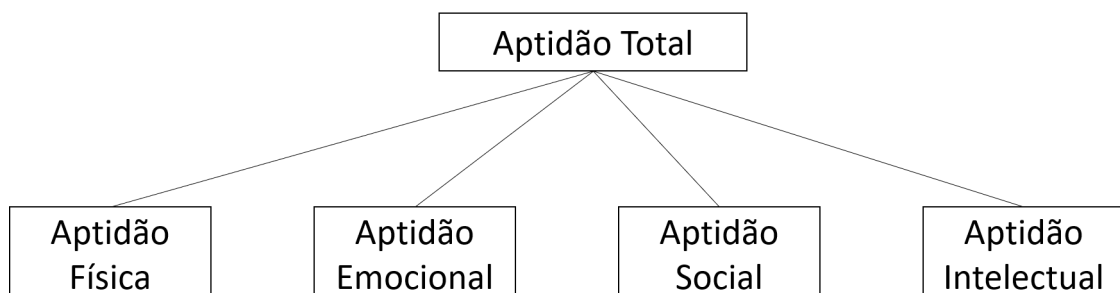 Aptidão Total
Aptidão
Física
Aptidão
Emocional
Aptidão
Social
Aptidão
Intelectual